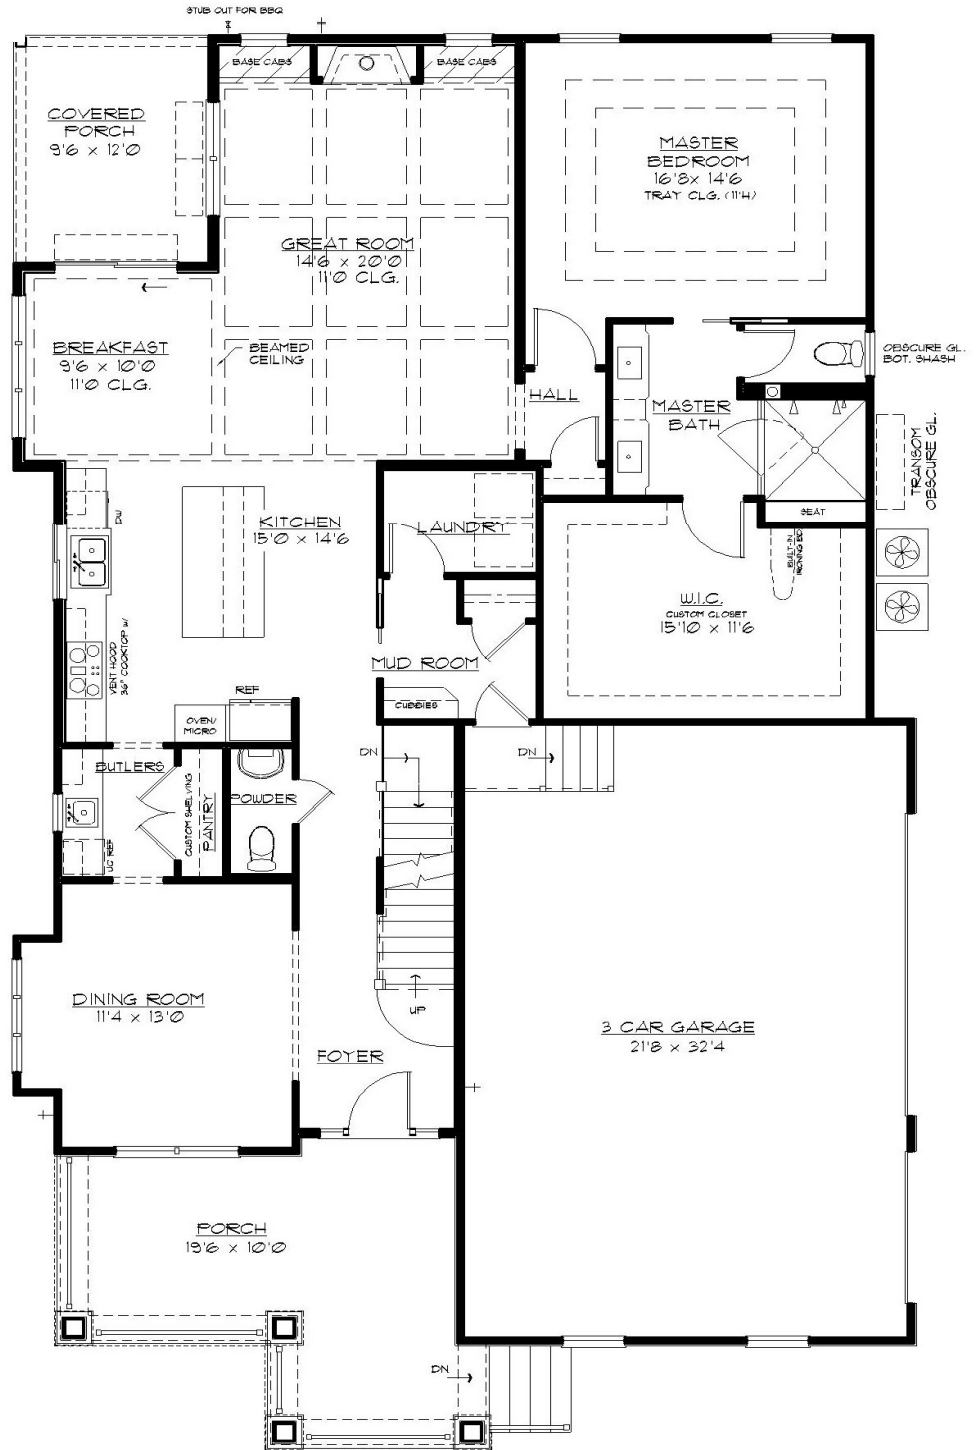 STUB OUT FOR BBQ
BASE CABS
BASE CABS
COVERED
PORCH
9'6 x 12'0
MASTER
BEDROOM
16'8 x 14'6
TRAY CLG. (11'H)
GREAT ROOM
14'6 x 20'0
11'0 CLG.
BREAKFAST
9'6 x 10'0
11'0 CLG.
BEAMED
CEILING
OBSCURE GL.
BOT. SHASH
HALL
MASTER
BATH
TRANSOM
OBSCURE GL.
SEAT
DW
KITCHEN
15'0 x 14'6
LAUNDRY
BUILT-IN
IRONING BD.
W.I.C.
CUSTOM CLOSET
15'10 x 11'6
VENT HOOD
36" COOKTOP w/
MUD ROOM
CUBBIES
REF
OVEN/
MICRO
DN
DN
BUTLERS
CUSTOM SHELVING
PANTRY
POWDER
UC REF
DINING ROOM
11'4 x 13'0
UP
3 CAR GARAGE
21'8 x 32'4
FOYER
PORCH
19'6 x 10'0
DN